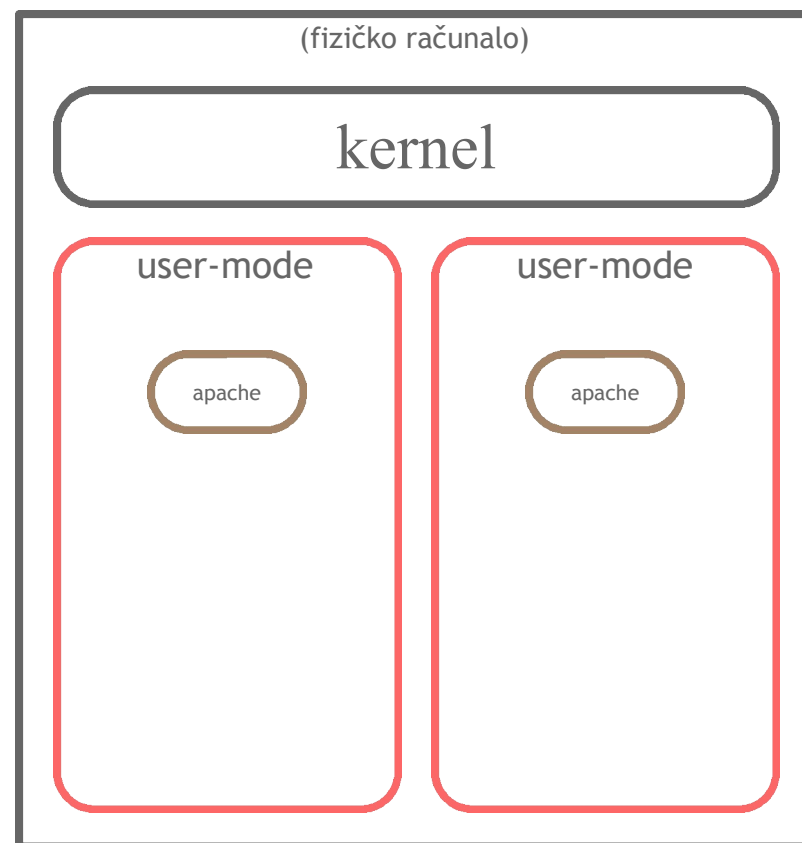 (fizičko računalo)
kernel
user-mode
user-mode
apache
apache